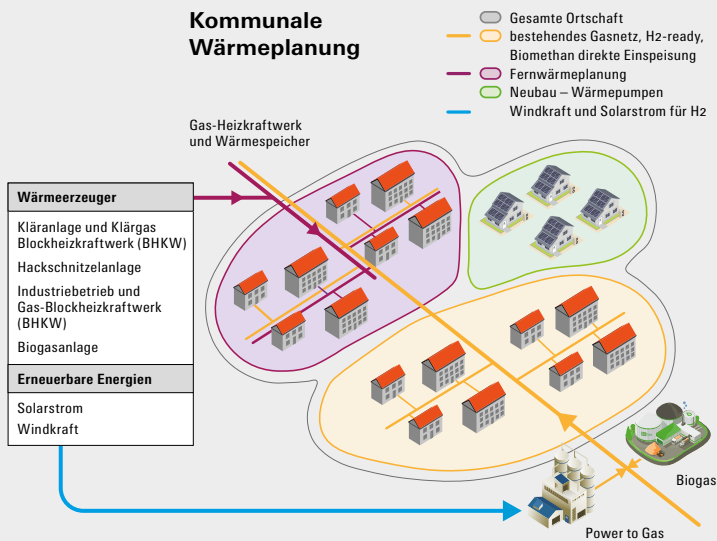 Kommunale
Wärmeplanung
Gesamte Ortschaft
bestehendes Gasnetz, H2-ready,
Biomethan direkte Einspeisung
Fernwärmeplanung
Neubau – Wärmepumpen
Windkraft und Solarstrom für H2
Gas-Heizkraftwerk
und Wärmespeicher
Wärmeerzeuger
Kläranlage und Klärgas
Blockheizkraftwerk (BHKW)
Hackschnitzelanlage
Industriebetrieb und
Gas-Blockheizkraftwerk
(BHKW)
Biogasanlage
Erneuerbare Energien
Solarstrom
Windkraft
Biogas
Power to Gas